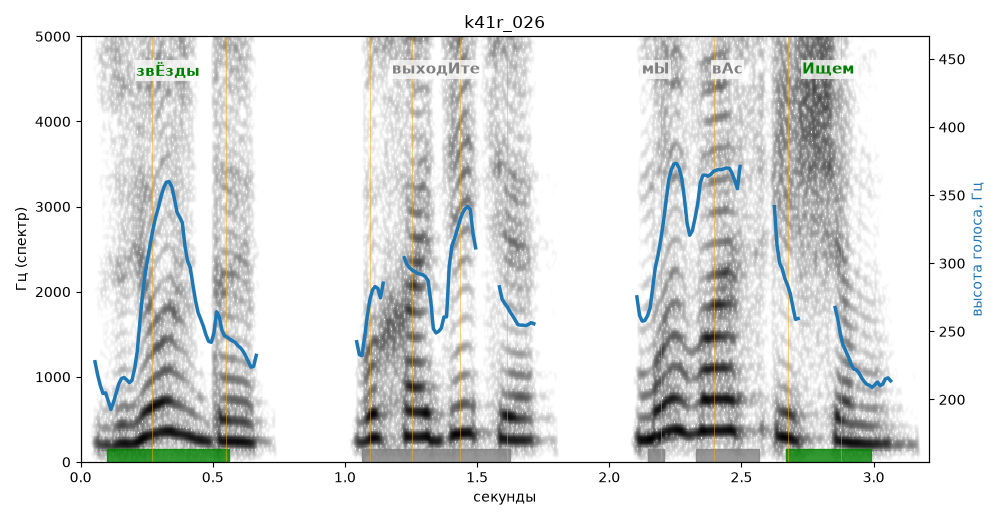 k41r_026
5000
4000
3000
2000
1000
0
Гц (спектр)
звЁзды
выходИте
мЫ
вАс
Ищем
450
400
350
300
250
200
высота голоса, Гц
0.0
0.5
1.0
1.5
2.0
2.5
3.0
секунды